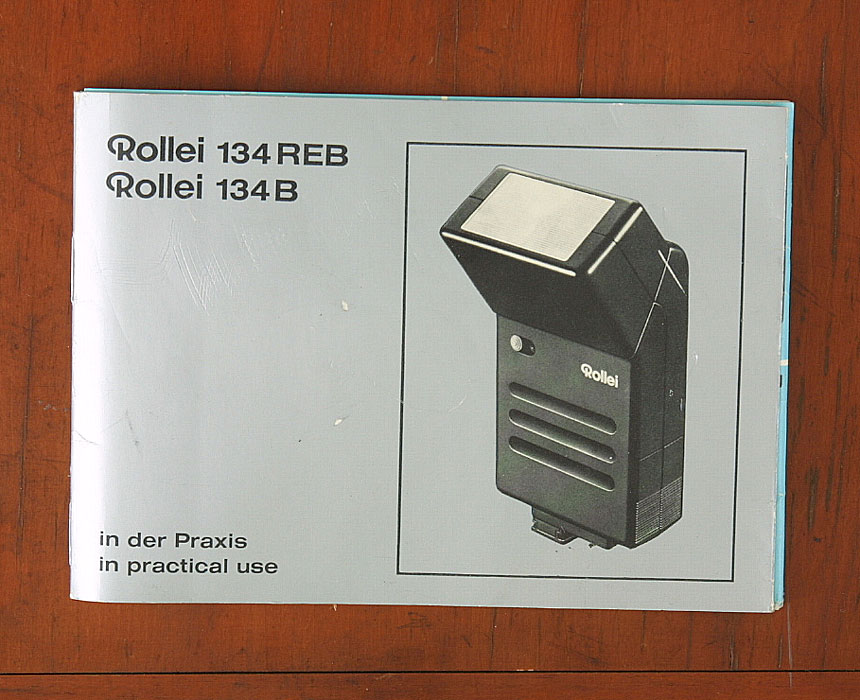 Rollei 134 REB
Rollei 134 B
Rollei
in der Praxis
in practical use